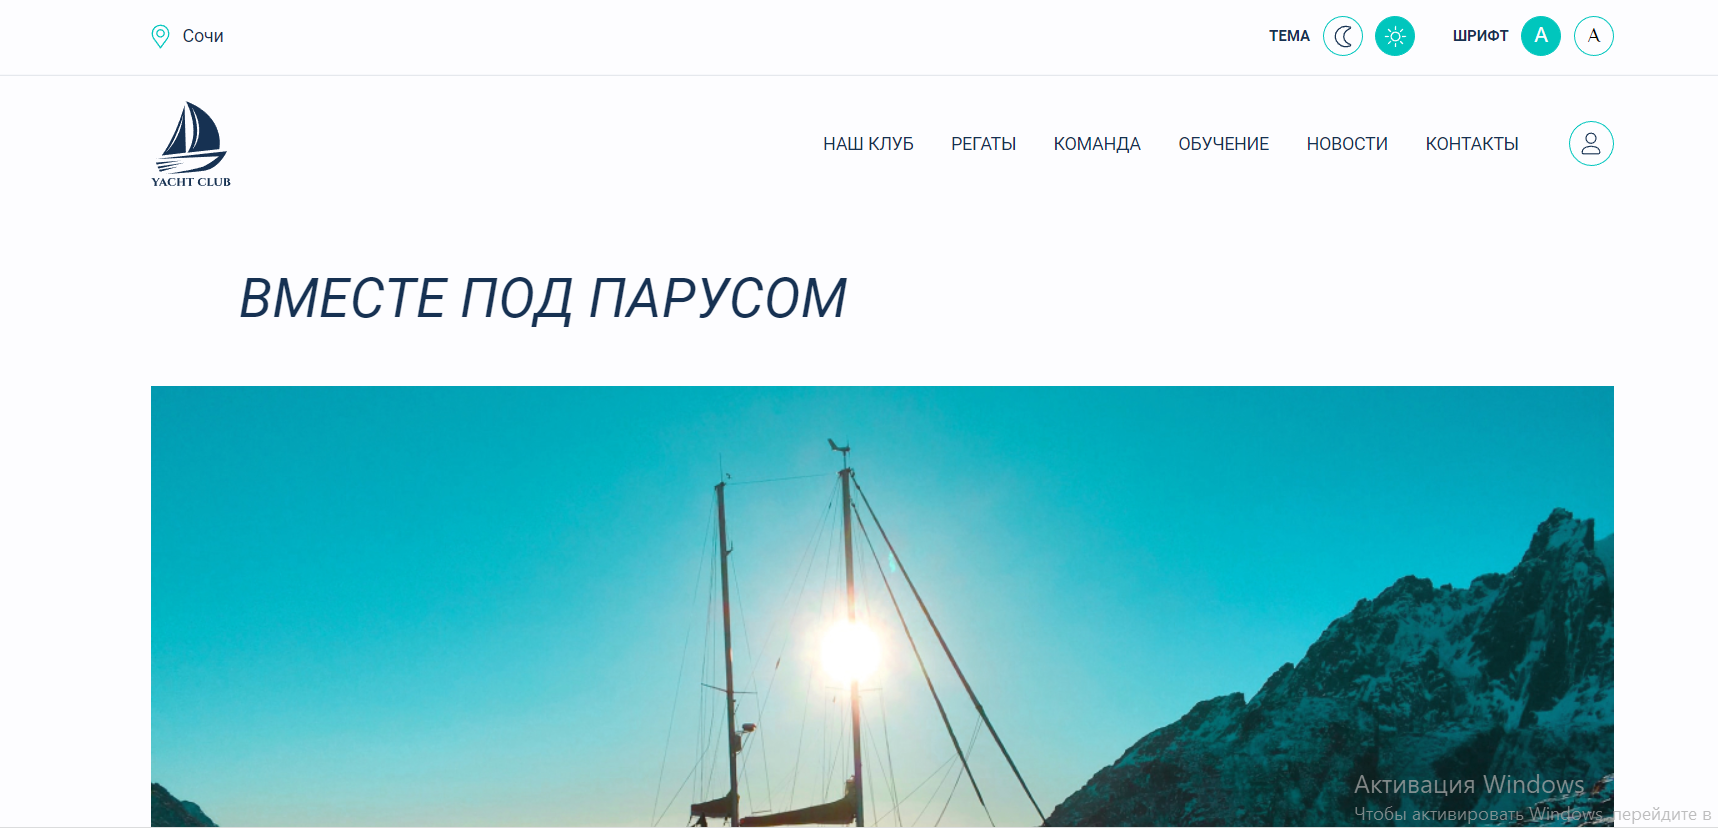 Сочи
ТЕМА
ШРИФТ A A
YACHT CLUB
НАШ КЛУБ РЕГАТЫ КОМАНДА ОБУЧЕНИЕ НОВОСТИ КОНТАКТЫ
ВМЕСТЕ ПОД ПАРУСОМ
Активация Windows
Чтобы активировать Windows, перейдите в